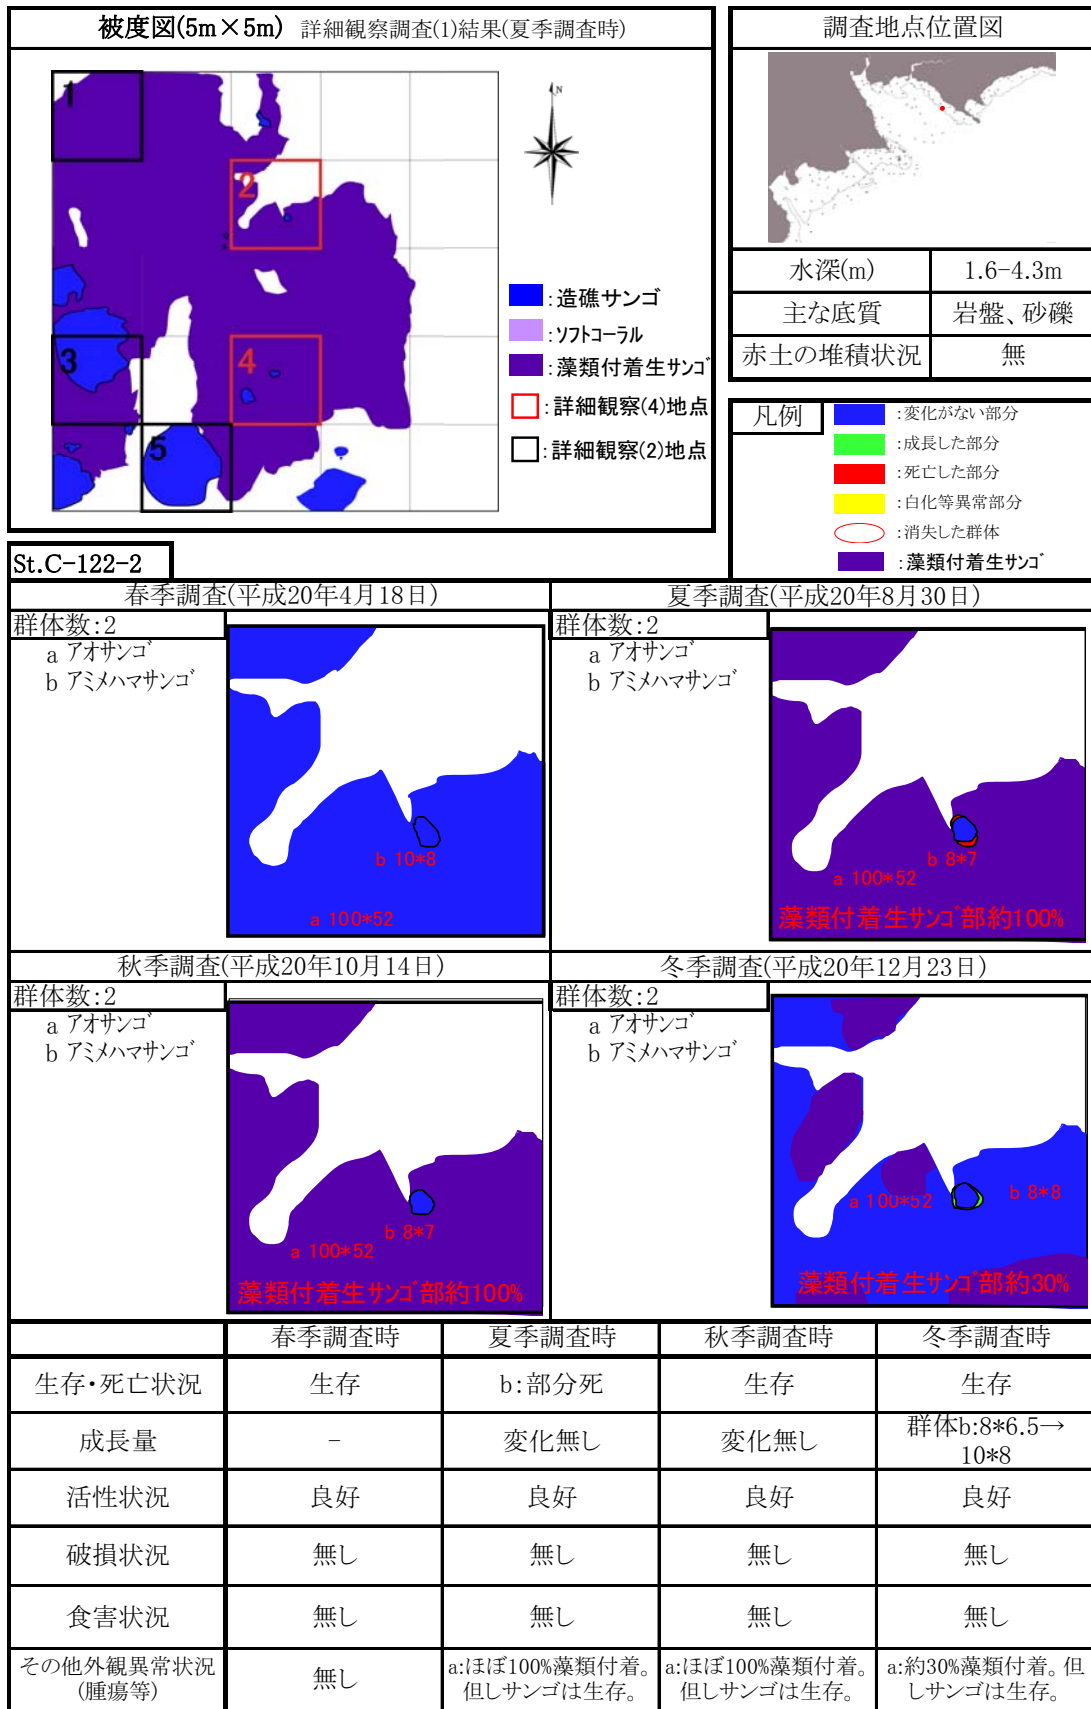 被度図(5m×5m) 詳細観察調査(1)結果(夏季調査時)
1
2
3
4
5
N
:造礁サンゴ
:ソフトコーラル
:藻類付着生サンゴ
:詳細観察(4)地点
:詳細観察(2)地点
調査地点位置図
水深(m) 1.6-4.3m
主な底質 岩盤、砂礫
赤土の堆積状況 無
凡例
:変化がない部分
:成長した部分
:死亡した部分
:白化等異常部分
:消失した群体
:藻類付着生サンゴ
St.C-122-2
春季調査(平成20年4月18日)
群体数:2
a アオサンゴ
b アミメハマサンゴ
b 10*8
a 100*52
夏季調査(平成20年8月30日)
群体数:2
a アオサンゴ
b アミメハマサンゴ
b 8*7
a 100*52
藻類付着生サンゴ部約100%
秋季調査(平成20年10月14日)
群体数:2
a アオサンゴ
b アミメハマサンゴ
b 8*7
a 100*52
藻類付着生サンゴ部約100%
冬季調査(平成20年12月23日)
群体数:2
a アオサンゴ
b アミメハマサンゴ
b 8*8
a 100*52
藻類付着生サンゴ部約30%
春季調査時 夏季調査時 秋季調査時 冬季調査時
生存・死亡状況 生存 b:部分死 生存 生存
成長量 - 変化無し 変化無し 群体b:8*6.5→
10*8
活性状況 良好 良好 良好 良好
破損状況 無し 無し 無し 無し
食害状況 無し 無し 無し 無し
その他外観異常状況 無し a:ほぼ100%藻類付着。 a:ほぼ100%藻類付着。 a:約30%藻類付着。但
(腫瘍等) 但しサンゴは生存。 但しサンゴは生存。 しサンゴは生存。